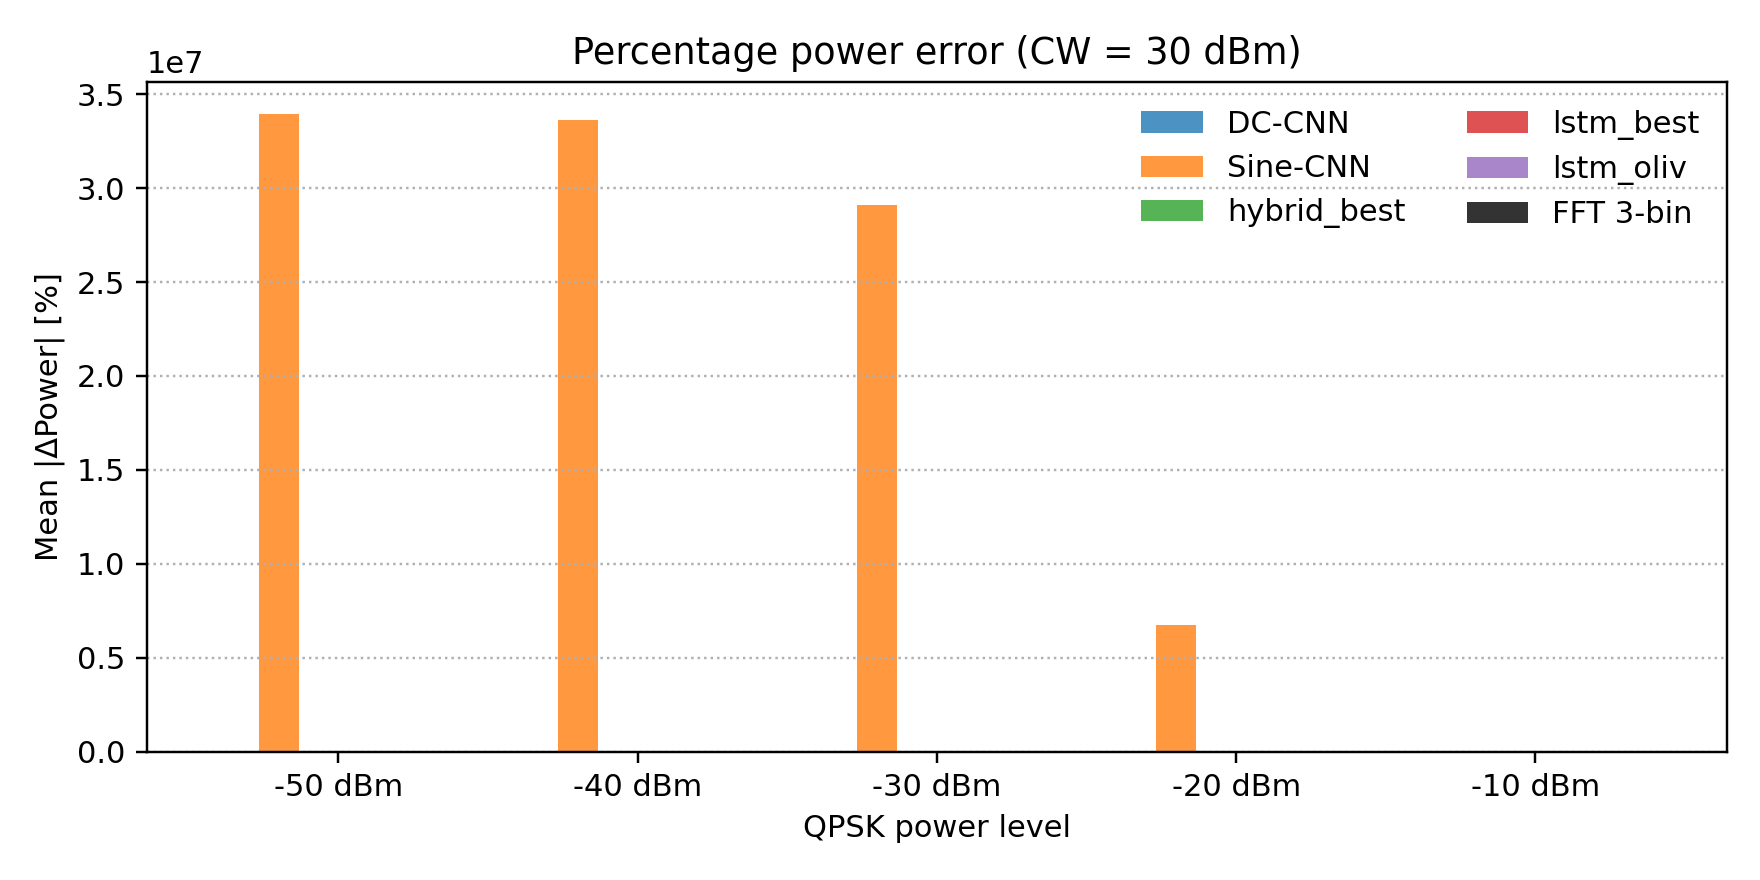 Percentage power error (CW = 30 dBm)
1e7
3.5
3.0
2.5
2.0
1.5
1.0
0.5
0.0
Mean |ΔPower| [%]
DC-CNN
Sine-CNN
hybrid_best
lstm_best
lstm_oliv
FFT 3-bin
-50 dBm
-40 dBm
-30 dBm
-20 dBm
-10 dBm
QPSK power level